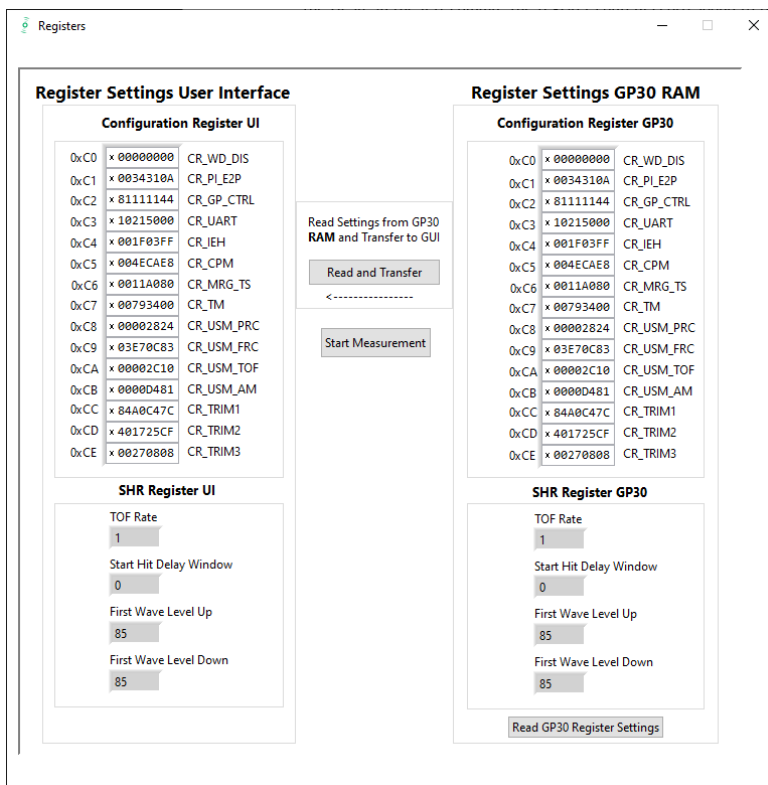 Registers
Register Settings User Interface
Configuration Register UI
0xC0 x 00000000 CR_WD_DIS
0xC1 x 0034310A CR_PI_E2P
0xC2 x 81111144 CR_GP_CTRL
0xC3 x 10215000 CR_UART
0xC4 x 001F03FF CR_IEH
0xC5 x 004ECAE8 CR_CPM
0xC6 x 0011A080 CR_MRG_TS
0xC7 x 00793400 CR_TM
0xC8 x 00002824 CR_USM_PRC
0xC9 x 03E70C83 CR_USM_FRC
0xCA x 00002C10 CR_USM_TOF
0xCB x 0000D481 CR_USM_AM
0xCC x 84A0C47C CR_TRIM1
0xCD x 401725CF CR_TRIM2
0xCE x 00270808 CR_TRIM3
SHR Register UI
TOF Rate
1
Start Hit Delay Window
0
First Wave Level Up
85
First Wave Level Down
85
Read Settings from GP30
RAM and Transfer to GUI
Read and Transfer
<----------------
Start Measurement
Register Settings GP30 RAM
Configuration Register GP30
0xC0 x 00000000 CR_WD_DIS
0xC1 x 0034310A CR_PI_E2P
0xC2 x 81111144 CR_GP_CTRL
0xC3 x 10215000 CR_UART
0xC4 x 001F03FF CR_IEH
0xC5 x 004ECAE8 CR_CPM
0xC6 x 0011A080 CR_MRG_TS
0xC7 x 00793400 CR_TM
0xC8 x 00002824 CR_USM_PRC
0xC9 x 03E70C83 CR_USM_FRC
0xCA x 00002C10 CR_USM_TOF
0xCB x 0000D481 CR_USM_AM
0xCC x 84A0C47C CR_TRIM1
0xCD x 401725CF CR_TRIM2
0xCE x 00270808 CR_TRIM3
SHR Register GP30
TOF Rate
1
Start Hit Delay Window
0
First Wave Level Up
85
First Wave Level Down
85
Read GP30 Register Settings